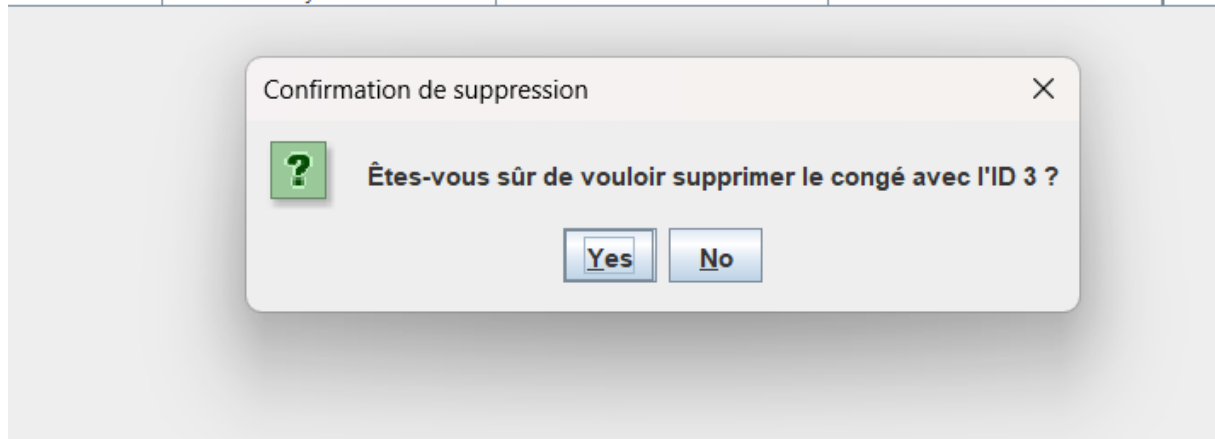 Confirmation de suppression
Êtes-vous sûr de vouloir supprimer le congé avec l'ID 3 ?
Yes No